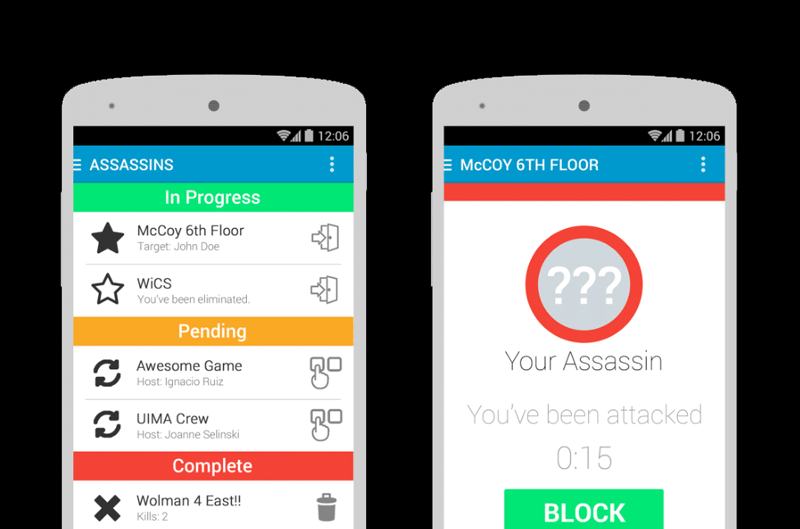 12:06
ASSASSINS
In Progress
McCoy 6th Floor
Target: John Doe
WiCS
You've been eliminated.
Pending
Awesome Game
Host: Ignacio Ruiz
UIMA Crew
Host: Joanne Selinski
Complete
Wolman 4 East!!
Kills: 2
12:06
McCOY 6TH FLOOR
???
Your Assassin
You've been attacked
0:15
BLOCK